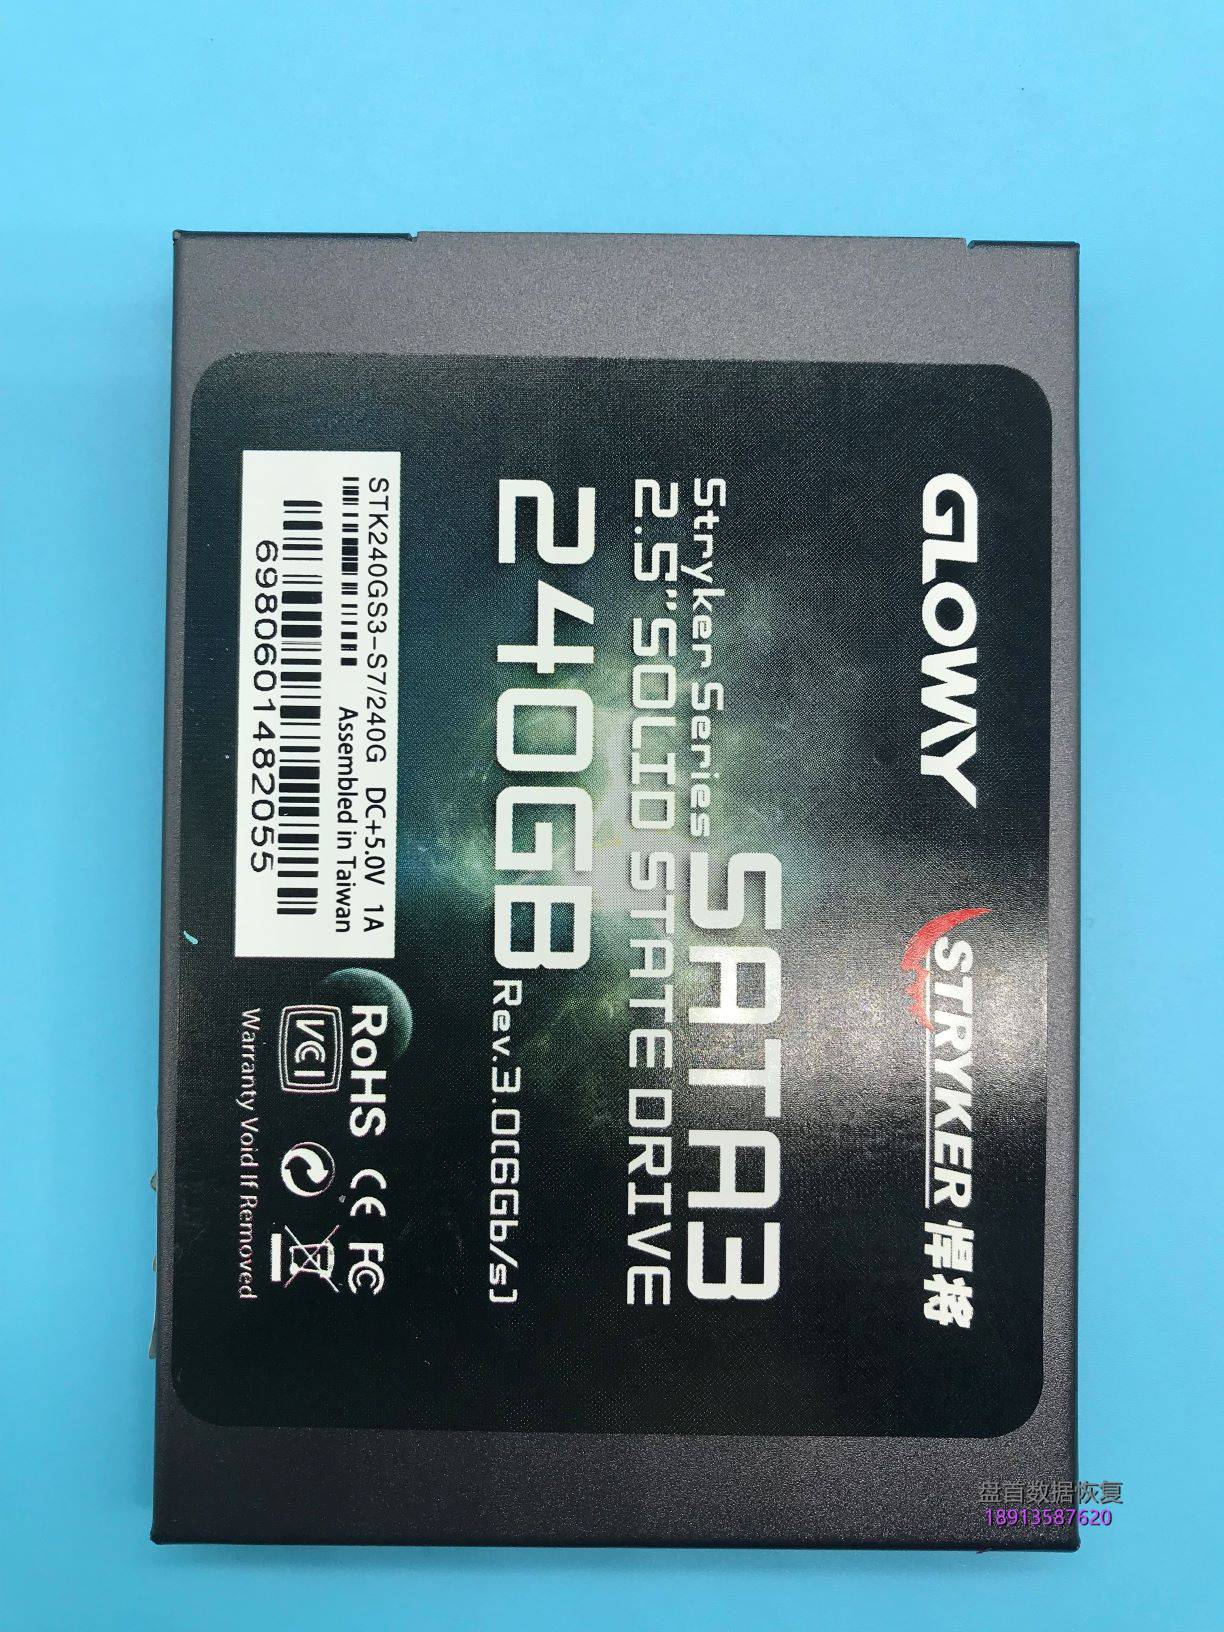 GLOWY
STRYKER 悍将
Stryker Series SATA3
2.5"SOLID STATE DRIVE
240GB Rev.3.0(6Gb/s)
STK240GS3-S7/240G DC+5.0V 1A
Assembled in Taiwan
6980601482055
RoHS CE FC
VCI
Warranty Void If Removed
盘首数据恢复
18913587620